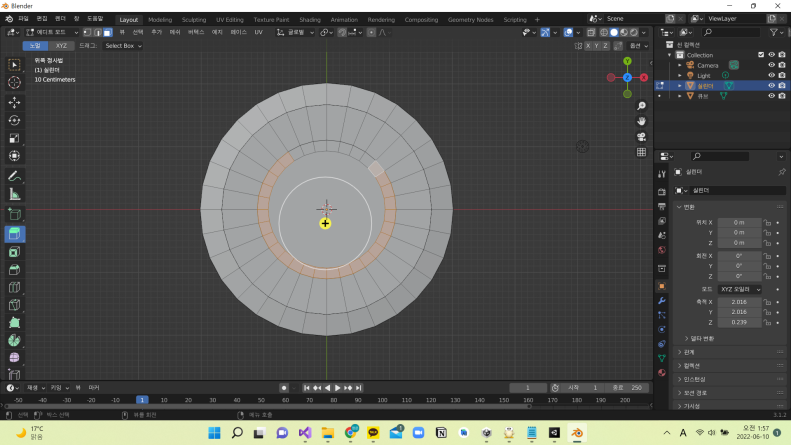 Blender
파일 편집 렌더 창 도움말 Layout Modeling Sculpting UV Editing Texture Paint Shading Animation Rendering Compositing Geometry Nodes Scripting + Scene ViewLayer
에디트 모드 뷰 선택 추가 메쉬 버텍스 에지 페이스 UV 글로벌
노멀 XYZ 드래그: Select Box X Y Z 옵션
위쪽 정사법
(1) 실린더
10 Centimeters
Y
Z
X
씬 컬렉션
Collection
Camera
Light
실린더
큐브
실린더
실린더
변환
위치 X 0 m
Y 0 m
Z 0 m
회전 X 0°
Y 0°
Z 0°
모드 XYZ 오일러
축적 X 2.016
Y 2.016
Z 0.239
델타 변환
관계
컬렉션
인스턴싱
모션 경로
가시성
재생 키잉 뷰 마커 1 시작 1 종료 250
-50 -40 -30 -20 -10 1 10 20 30 40 50 60 70 80 90 100 110 120 130 140 150 160 170 180 190 200
선택 박스 선택 뷰를 회전 메뉴 호출 3.1.2
17°C
맑음
A
오전 1:57
2022-06-10